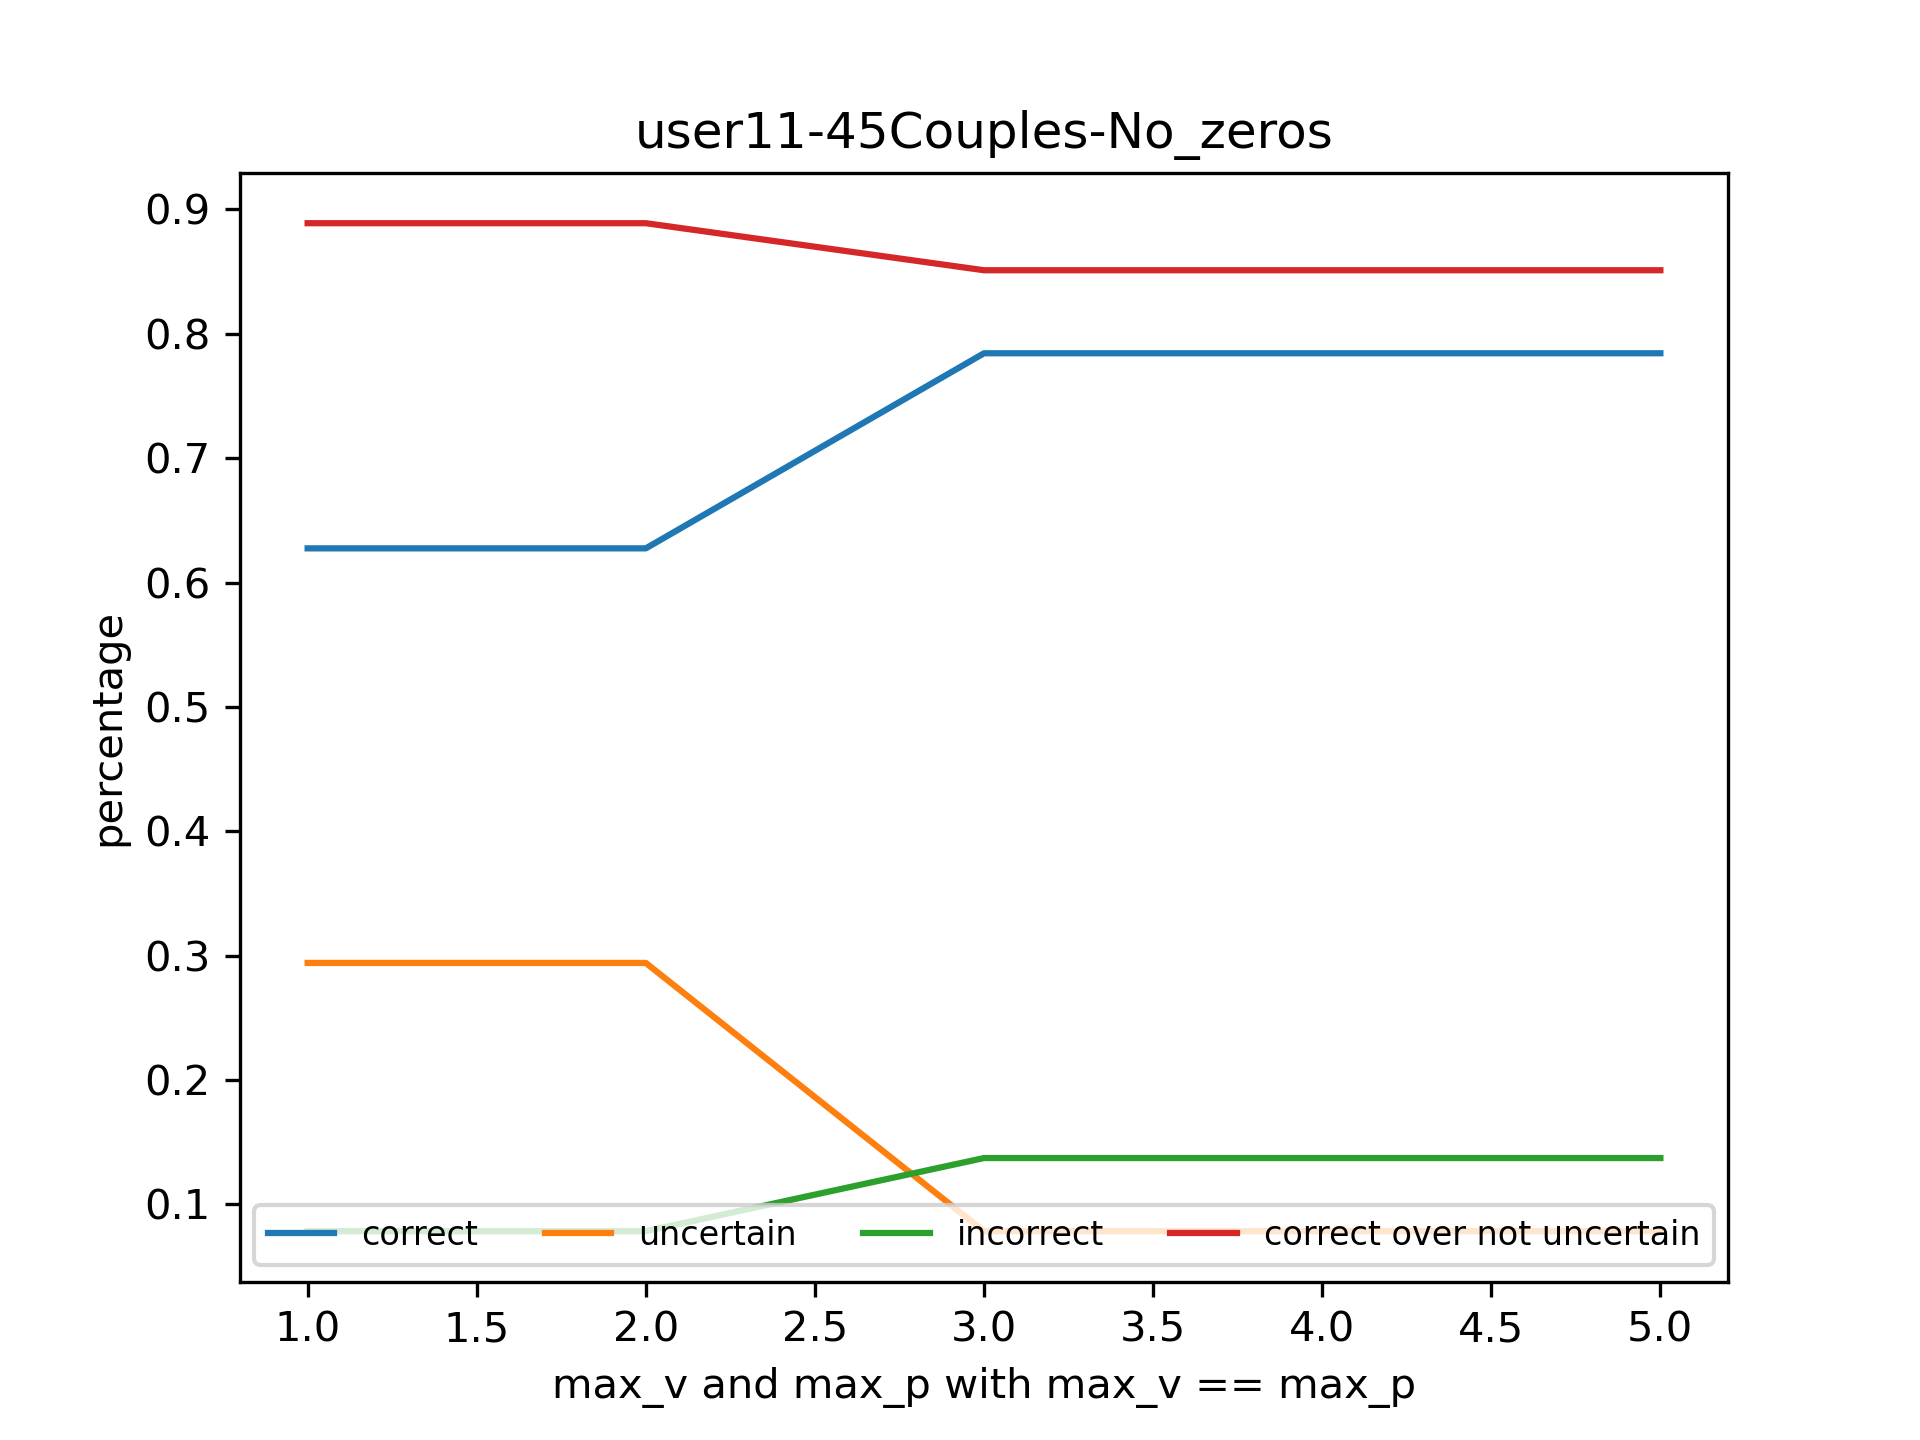 user11-45Couples-No_zeros
0.9
0.8
0.7
0.6
0.5
0.4
0.3
0.2
0.1
percentage
correct
uncertain
incorrect
correct over not uncertain
1.0 1.5 2.0 2.5 3.0 3.5 4.0 4.5 5.0
max_v and max_p with max_v == max_p